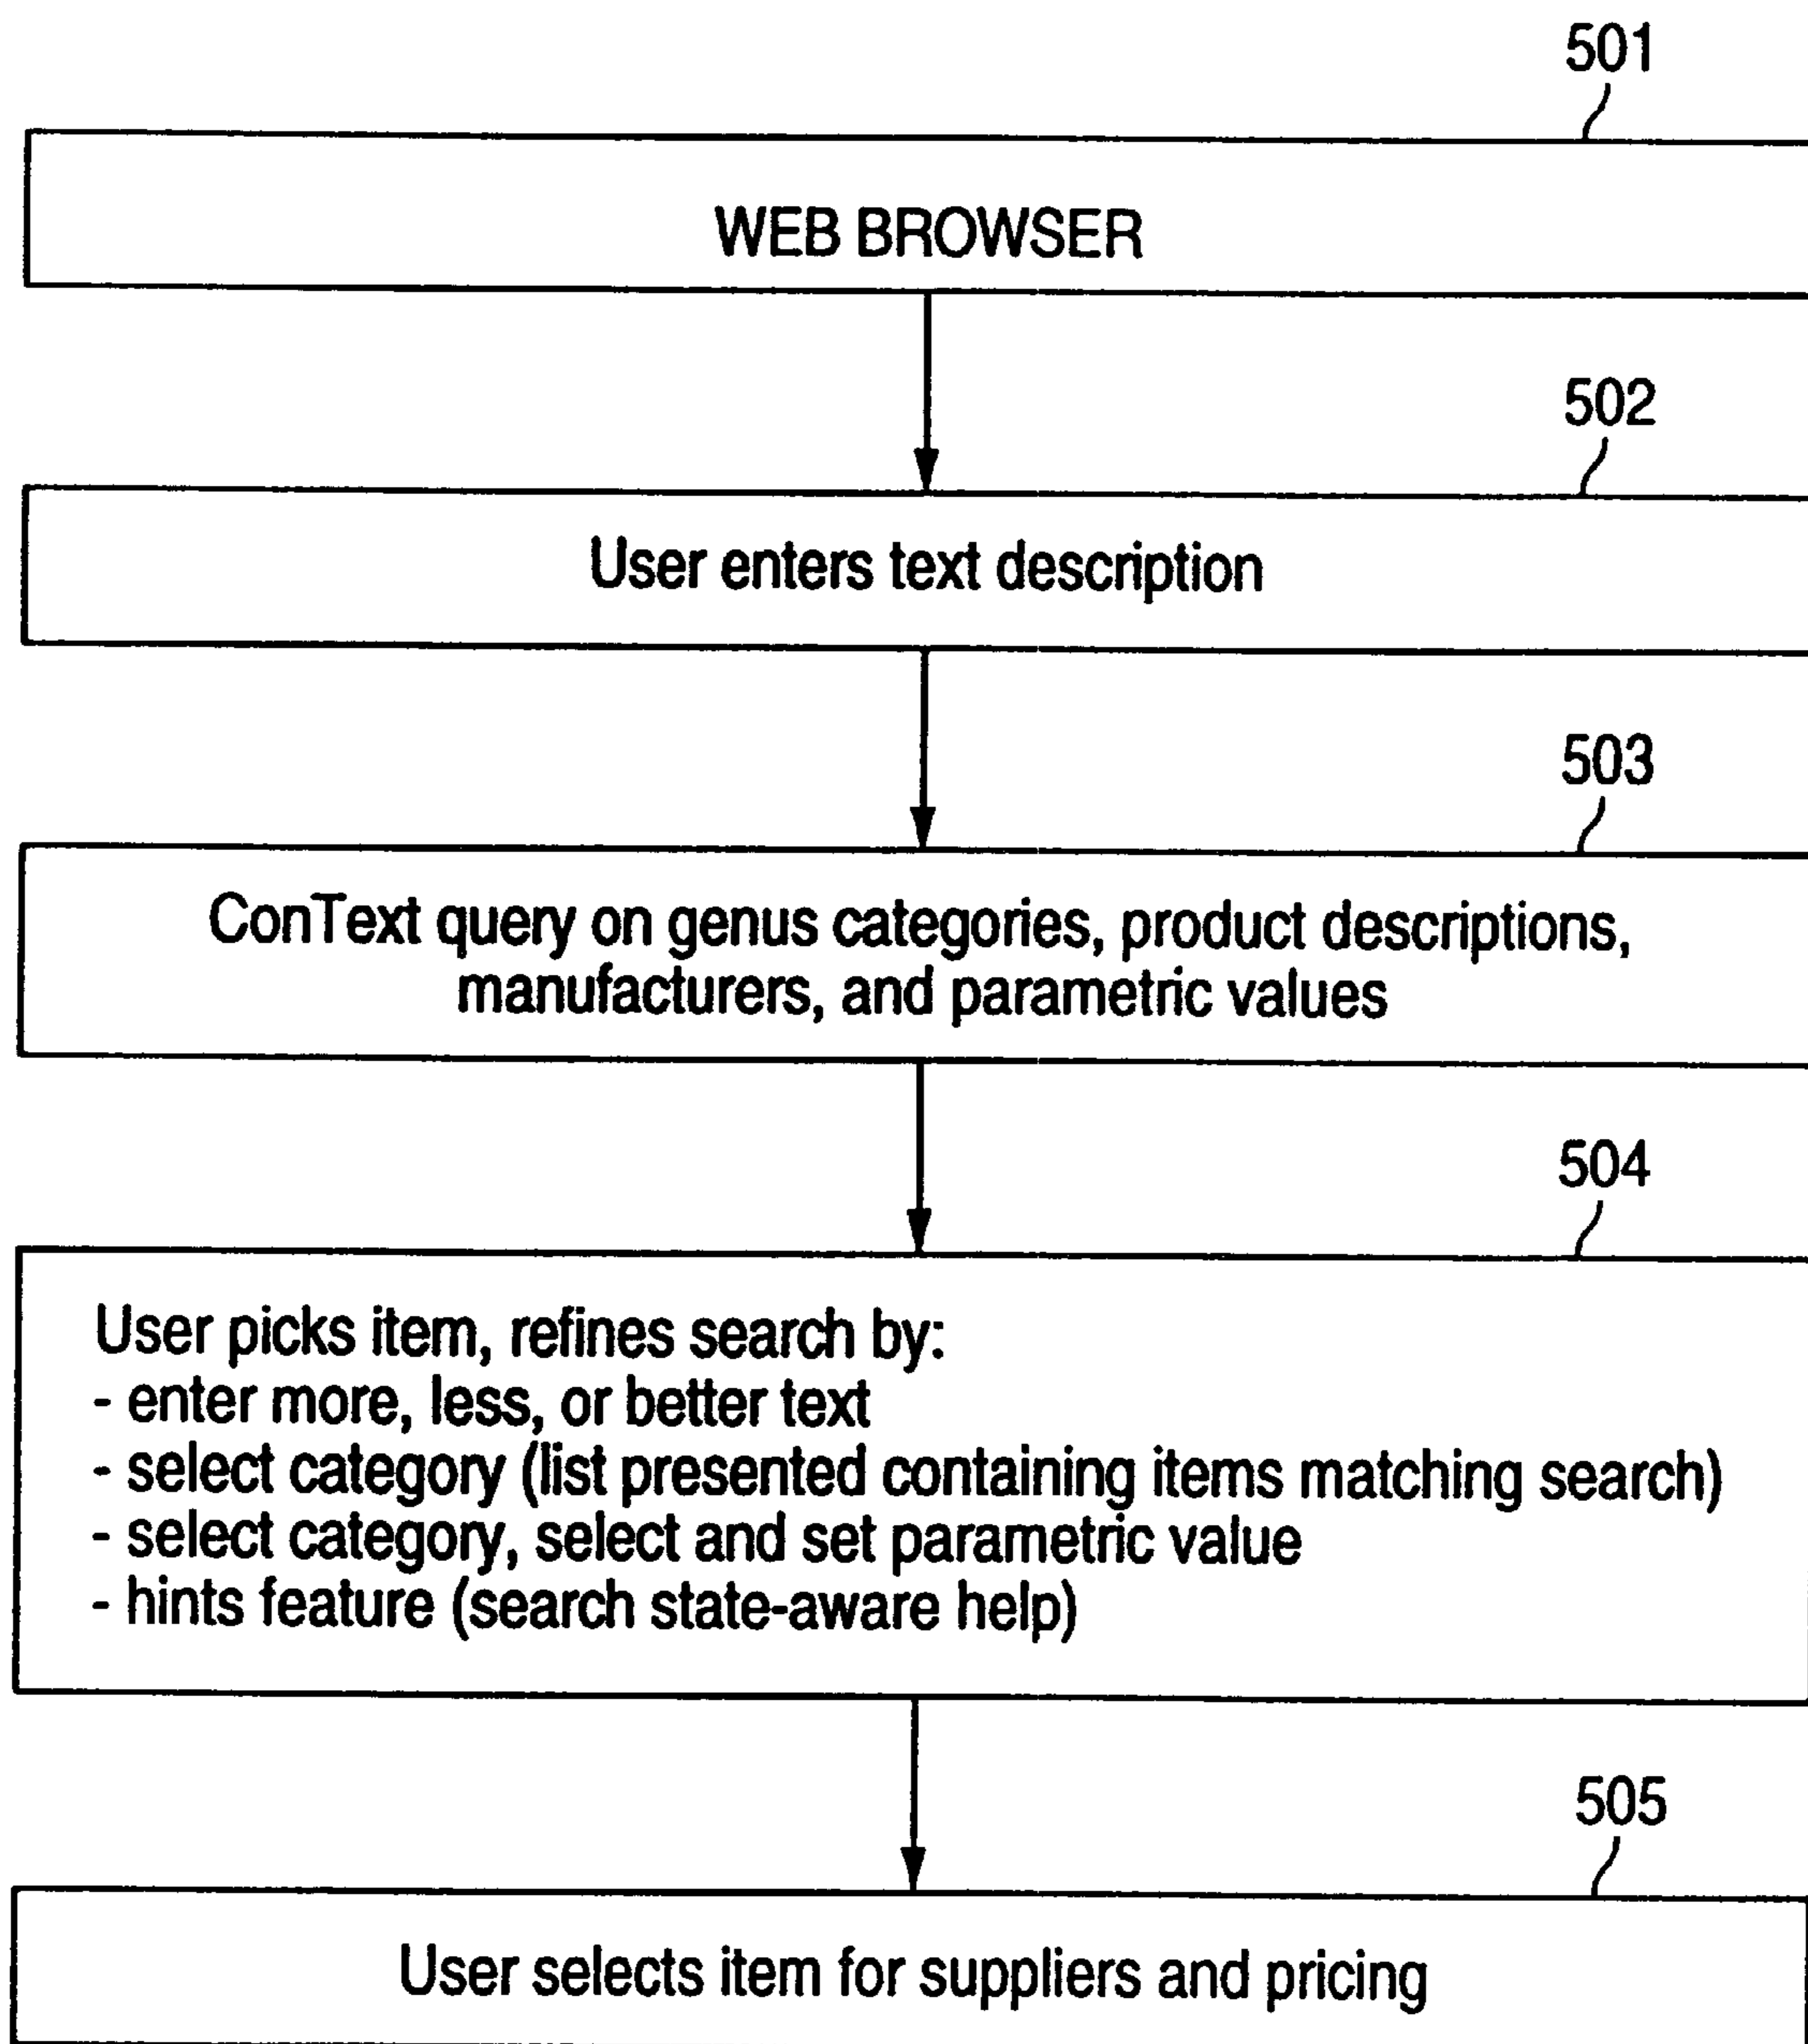 501
WEB BROWSER
502
User enters text description
503
ConText query on genus categories, product descriptions,
manufacturers, and parametric values
504
User picks item, refines search by:
- enter more, less, or better text
- select category (list presented containing items matching search)
- select category, select and set parametric value
- hints feature (search state-aware help)
505
User selects item for suppliers and pricing